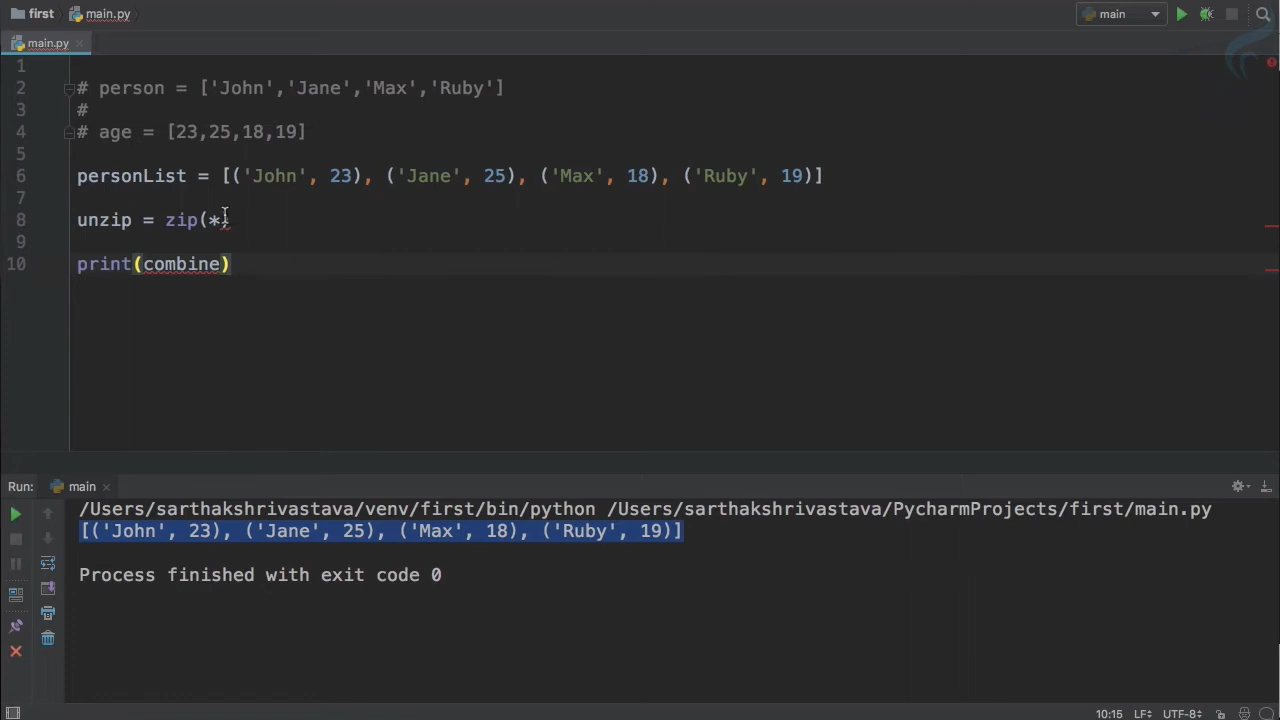 first main.py
main
main.py
1
2 # person = ['John','Jane','Max','Ruby']
3 #
4 # age = [23,25,18,19]
5
6 personList = [('John', 23), ('Jane', 25), ('Max', 18), ('Ruby', 19)]
7
8 unzip = zip(*)
9
10 print(combine)
Run: main
/Users/sarthakshrivastava/venv/first/bin/python /Users/sarthakshrivastava/PycharmProjects/first/main.py
[('John', 23), ('Jane', 25), ('Max', 18), ('Ruby', 19)]
Process finished with exit code 0
10:15 LF UTF-8